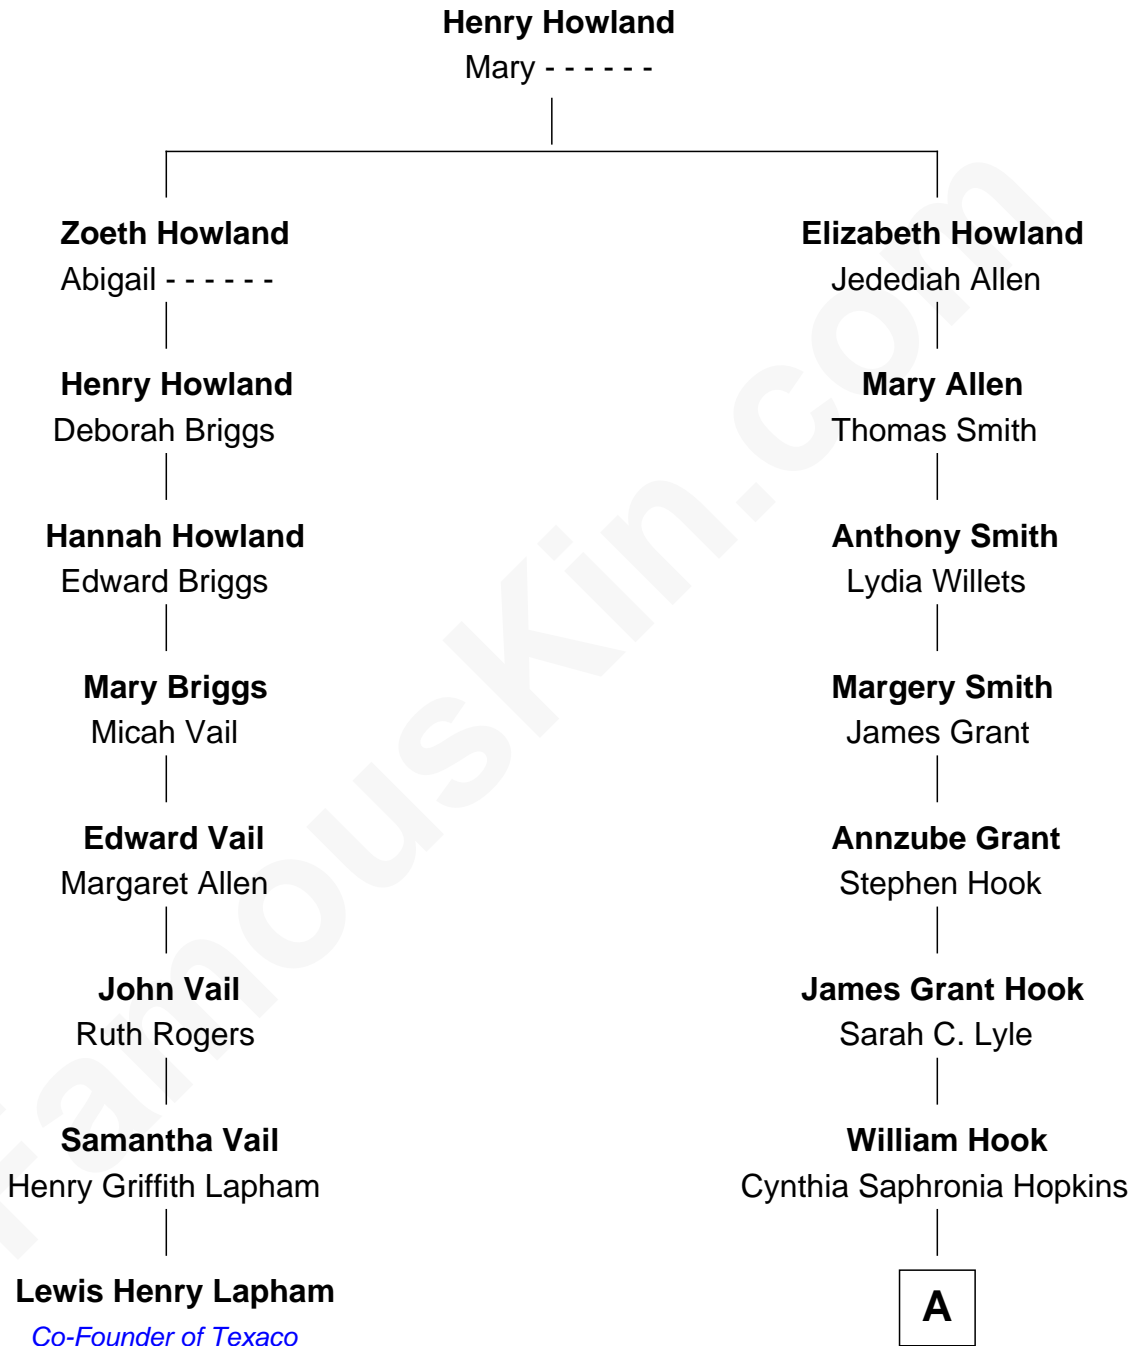 Henry Howland
Mary - - - - - -
Zoeth Howland
Abigail - - - - - -
Elizabeth Howland
Jedediah Allen
Henry Howland
Deborah Briggs
Mary Allen
Thomas Smith
Hannah Howland
Edward Briggs
Anthony Smith
Lydia Willets
Mary Briggs
Micah Vail
Margery Smith
James Grant
Edward Vail
Margaret Allen
Annzube Grant
Stephen Hook
John Vail
Ruth Rogers
James Grant Hook
Sarah C. Lyle
Samantha Vail
Henry Griffith Lapham
William Hook
Cynthia Saphronia Hopkins
Lewis Henry Lapham
Co-Founder of Texaco
A
FamousKin.com